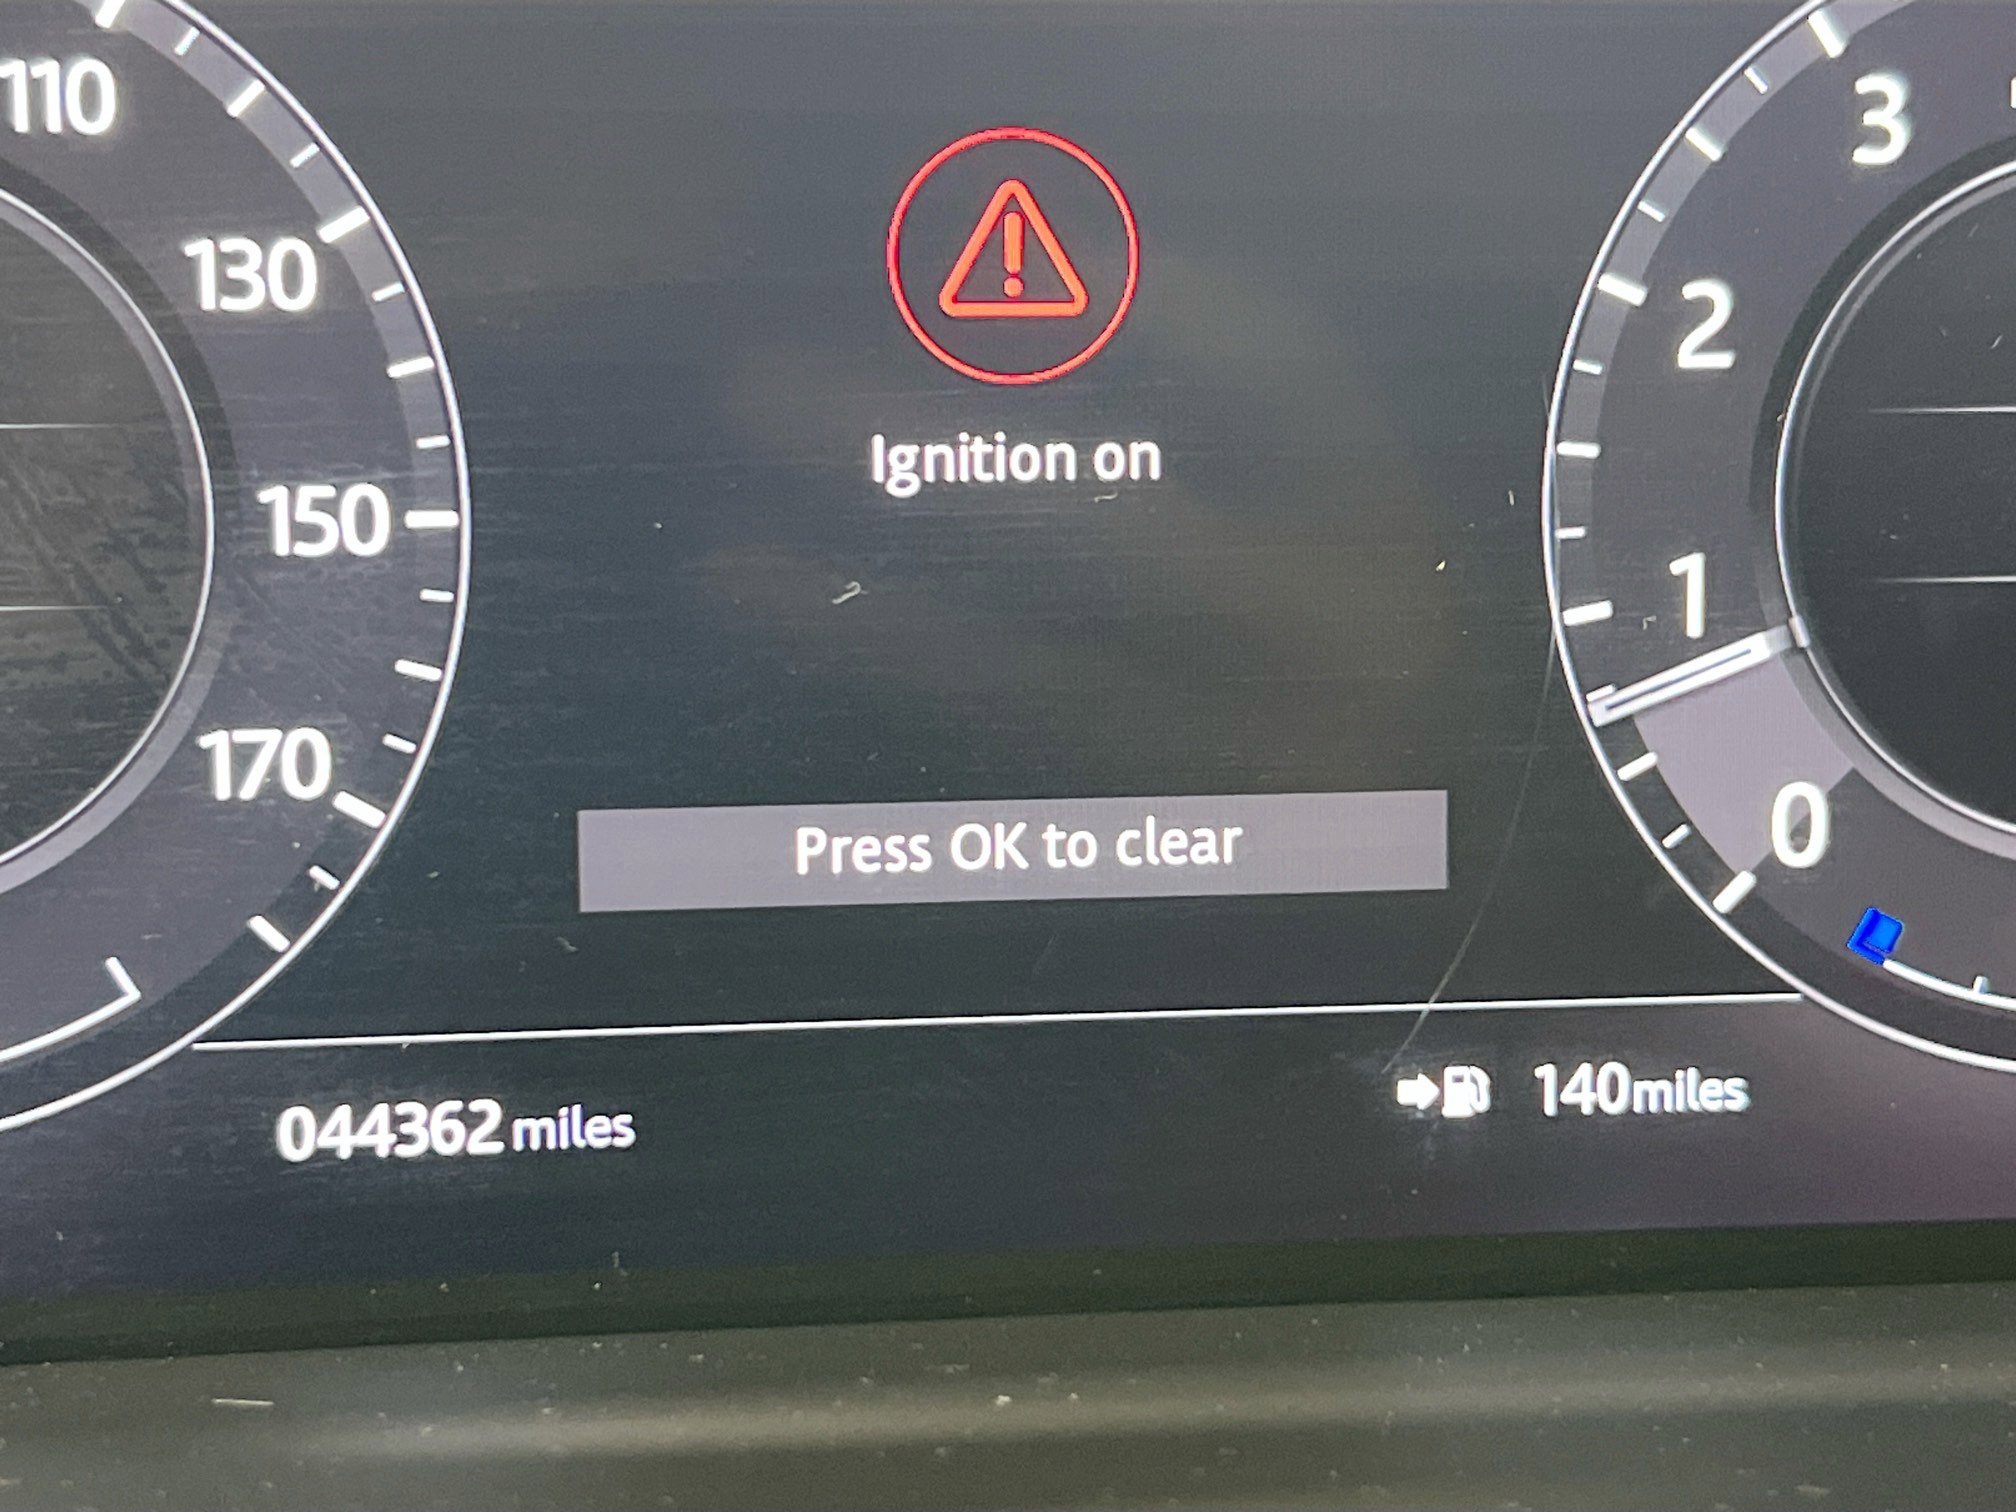 110
130
150
170
Ignition on
Press OK to clear
3
2
1
0
044362 miles
140miles